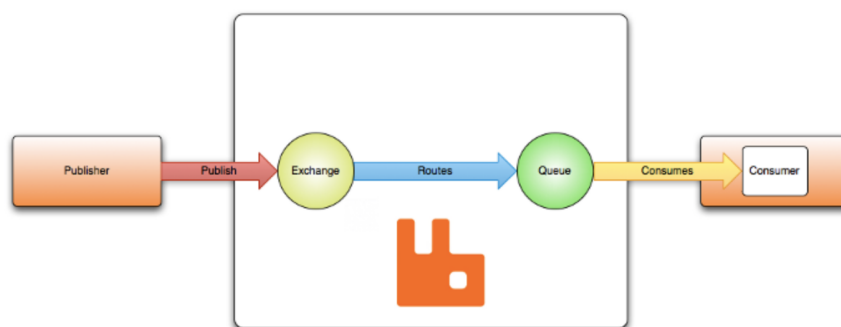 Publisher
Publish
Exchange
Routes
Queue
Consumes
Consumer